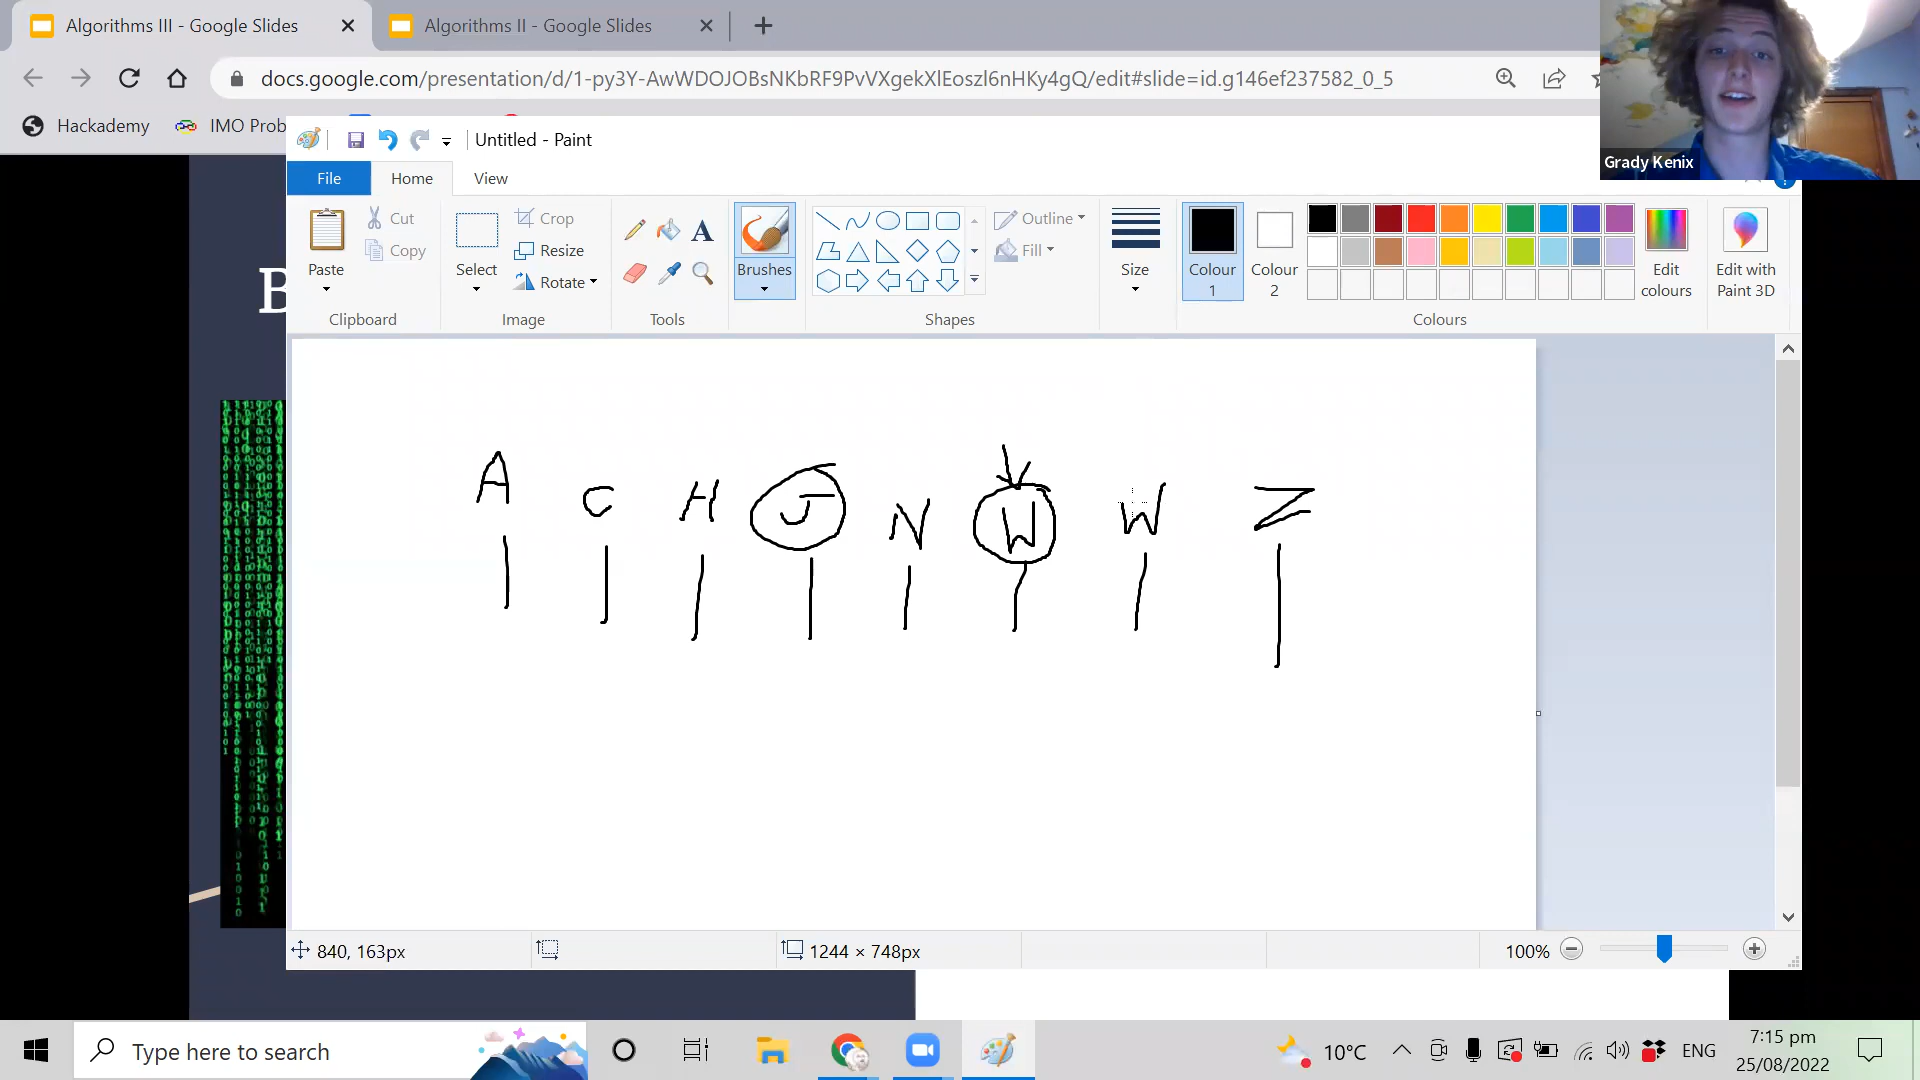 Algorithms III - Google Slides
Algorithms II - Google Slides
docs.google.com/presentation/d/1-py3Y-AwWDOJOBsNKbRF9PvVXgekXlEoszl6nHKy4gQ/edit#slide=id.g146ef237582_0_5
Hackademy
IMO Prob
Grady Kenix
Untitled - Paint
File
Home
View
Paste
Cut
Copy
Clipboard
Select
Crop
Resize
Rotate
Image
A
Tools
Brushes
Outline
Fill
Shapes
Size
Colour 1
Colour 2
Edit colours
Edit with Paint 3D
Colours
B
A C H J N W W Z
840, 163px
1244 × 748px
100%
Type here to search
10°C
ENG
7:15 pm
25/08/2022